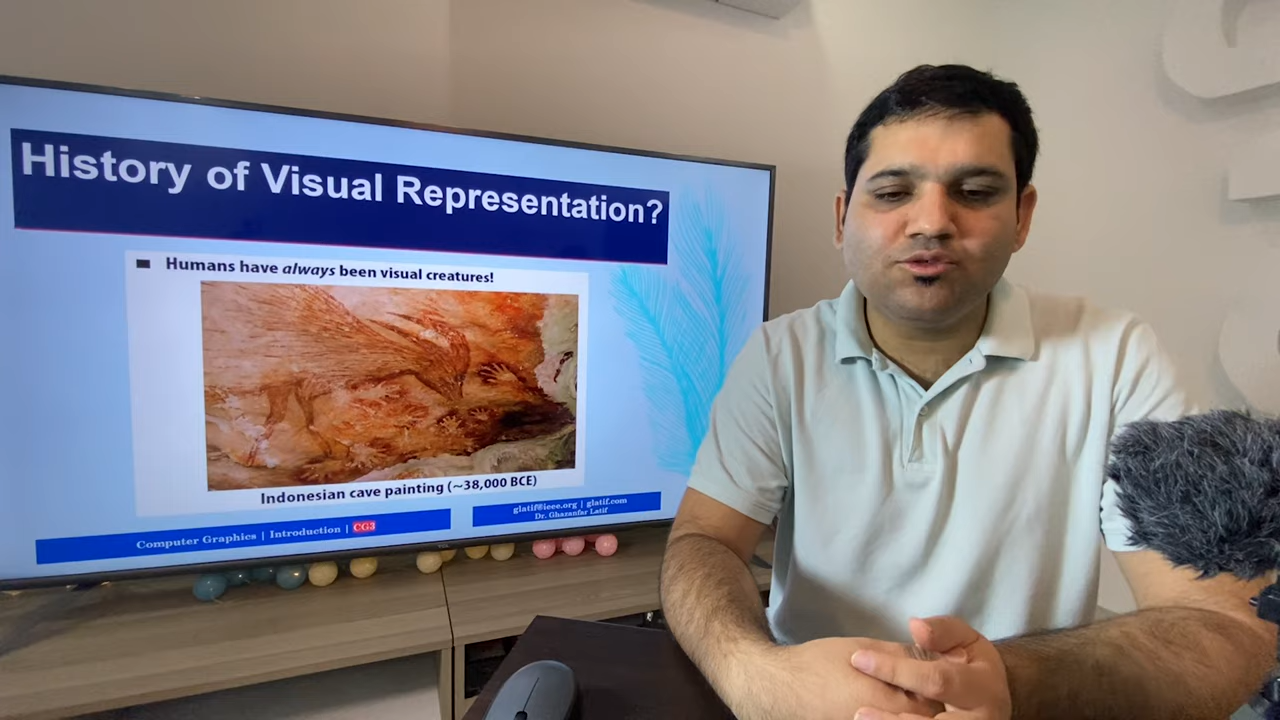 History of Visual Representation?
■ Humans have always been visual creatures!
Indonesian cave painting (~38,000 BCE)
Computer Graphics | Introduction | CG3
glatif@ieee.org | glatif.com
Dr. Ghazanfar Latif